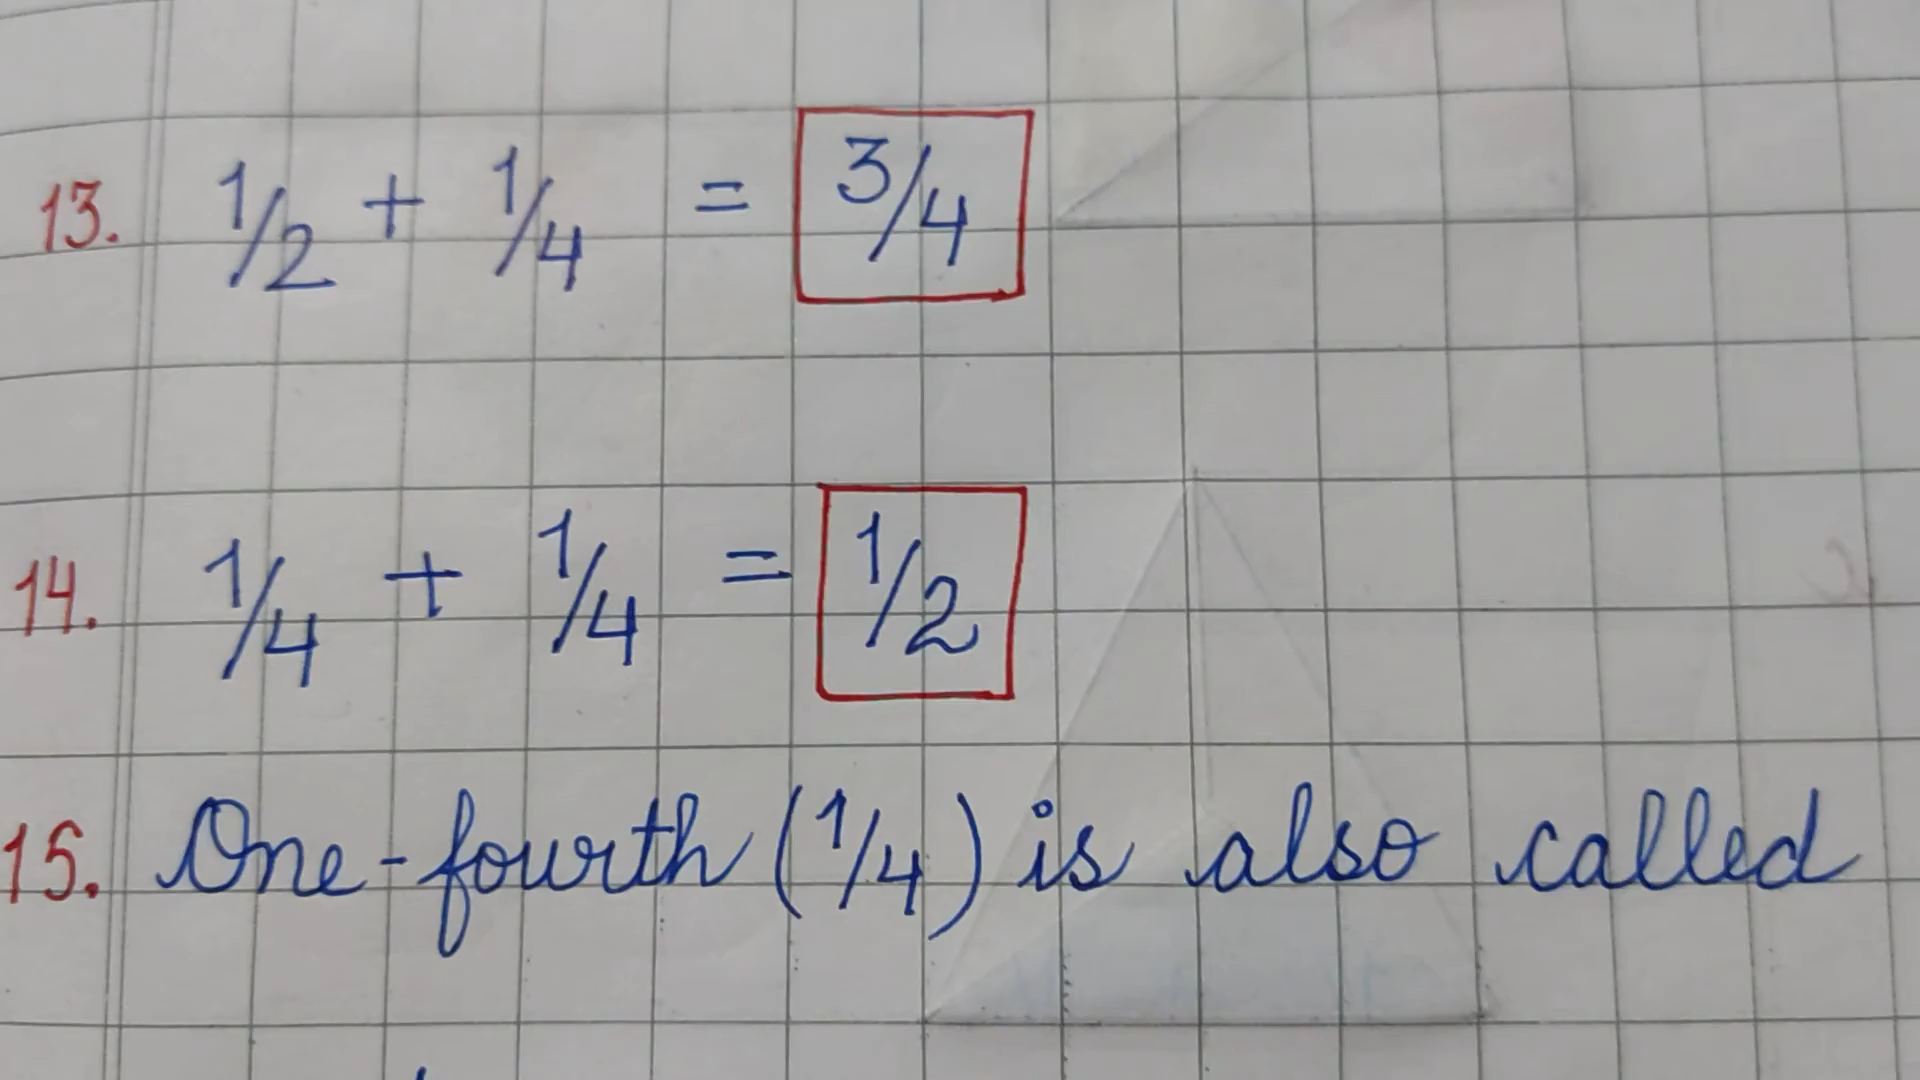 13. 1/2 + 1/4 = 3/4
14. 1/4 + 1/4 = 1/2
15. One-fourth (1/4) is also called